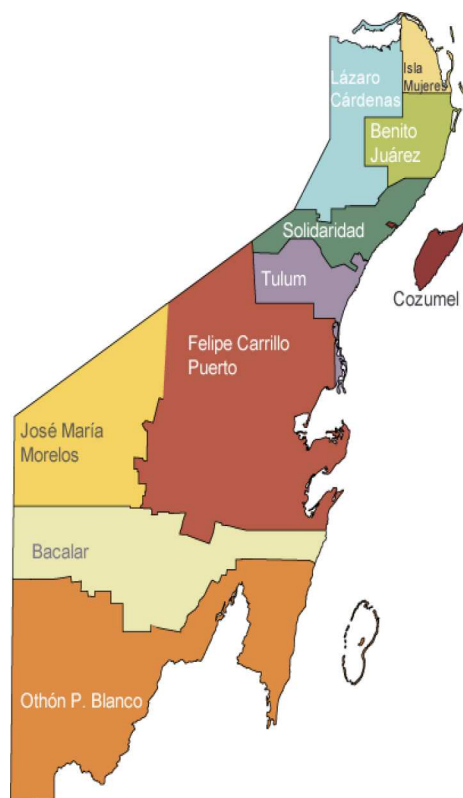 Isla
Mujeres
Lázaro
Cárdenas
Benito
Juárez
Solidaridad
Tulum
Cozumel
Felipe Carrillo
Puerto
José María
Morelos
Bacalar
Othón P. Blanco